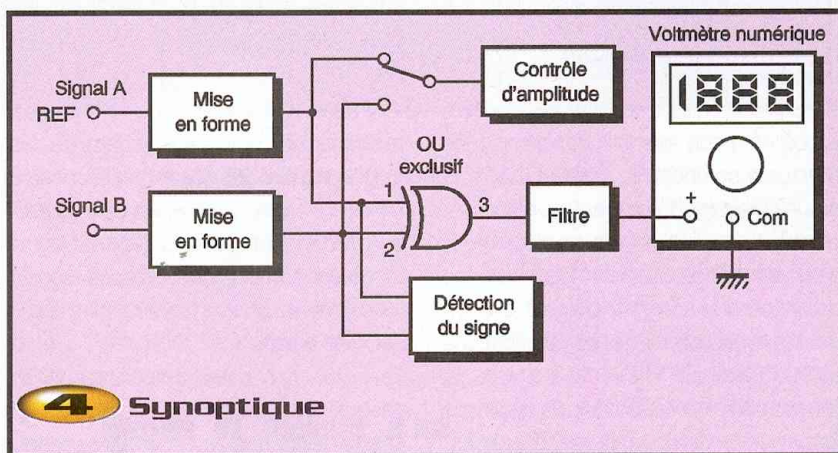 Voltmètre numérique
1888
Signal A
REF
Mise
en forme
Contrôle
d'amplitude
OU
exclusif
Signal B
Mise
en forme
1
2
3
Filtre
+
Com
Détection
du signe
4 Synoptique